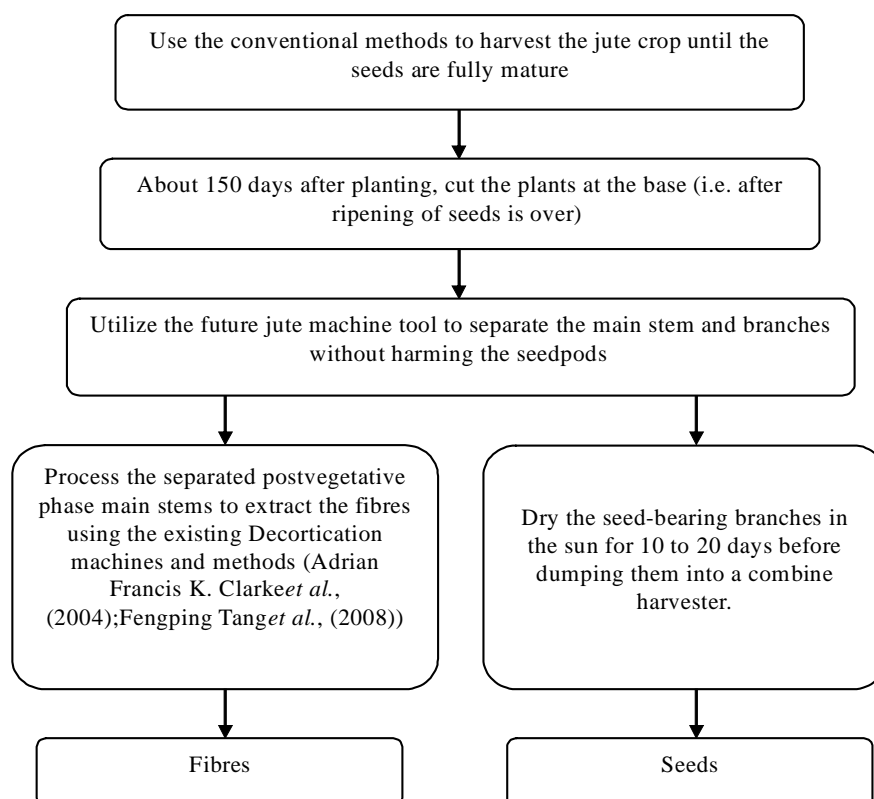 Use the conventional methods to harvest the jute crop until the
seeds are fully mature
About 150 days after planting, cut the plants at the base (i.e. after
ripening of seeds is over)
Utilize the future jute machine tool to separate the main stem and branches
without harming the seedpods
Process the separated postvegetative
phase main stems to extract the fibres
using the existing Decortication
machines and methods (Adrian
Francis K. Clarkeet al.,
(2004);Fengping Tanget al., (2008))
Dry the seed-bearing branches in
the sun for 10 to 20 days before
dumping them into a combine
harvester.
Fibres
Seeds